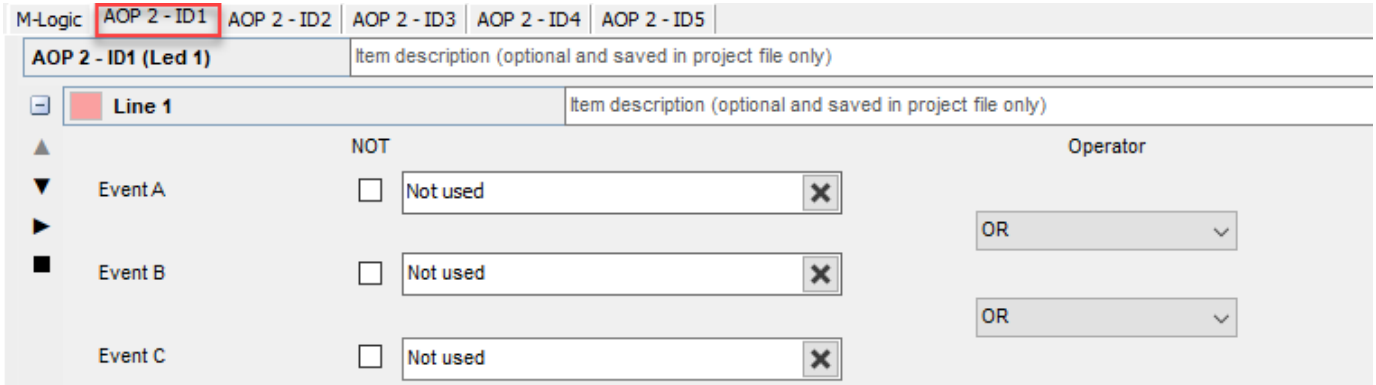 M-Logic AOP 2 - ID1 AOP 2 - ID2 AOP 2 - ID3 AOP 2 - ID4 AOP 2 - ID5
AOP 2 - ID1 (Led 1) Item description (optional and saved in project file only)
Line 1 Item description (optional and saved in project file only)
NOT Operator
Event A Not used
OR
Event B Not used
OR
Event C Not used